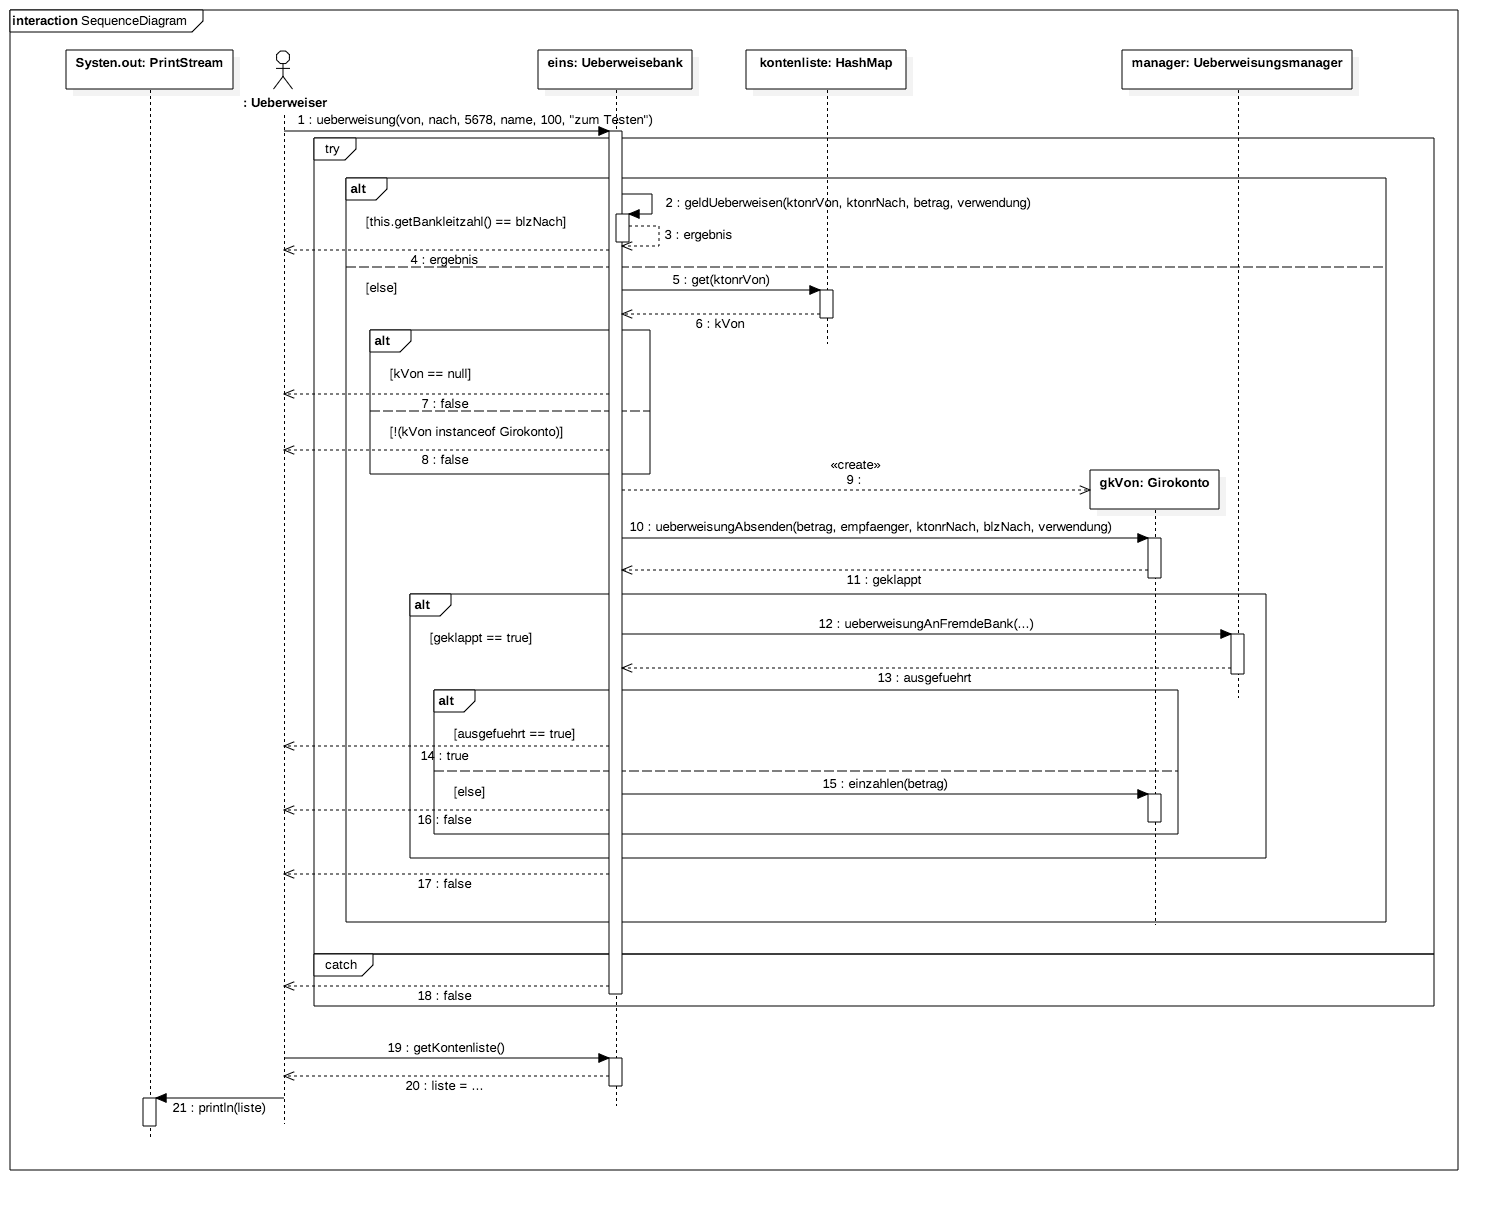 interaction SequenceDiagram
Systen.out: PrintStream
: Ueberweiser
eins: Ueberweisebank
kontenliste: HashMap
manager: Ueberweisungsmanager
1 : ueberweisung(von, nach, 5678, name, 100, "zum Testen")
try
alt
2 : geldUeberweisen(ktonrVon, ktonrNach, betrag, verwendung)
[this.getBankleitzahl() == blzNach]
3 : ergebnis
4 : ergebnis
[else]
5 : get(ktonrVon)
6 : kVon
alt
[kVon == null]
7 : false
[!(kVon instanceof Girokonto)]
8 : false
«create»
9 :
gkVon: Girokonto
10 : ueberweisungAbsenden(betrag, empfaenger, ktonrNach, blzNach, verwendung)
11 : geklappt
alt
12 : ueberweisungAnFremdeBank(...)
[geklappt == true]
13 : ausgefuehrt
alt
[ausgefuehrt == true]
14 : true
15 : einzahlen(betrag)
[else]
16 : false
17 : false
catch
18 : false
19 : getKontenliste()
20 : liste = ...
21 : println(liste)